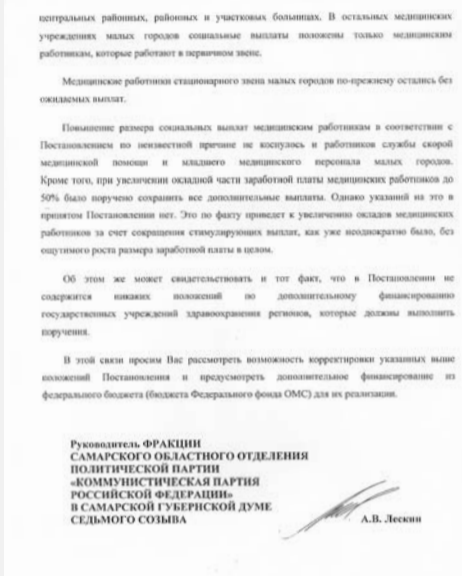 центральных районных, районных и участковых больницах. В остальных медицинских
учреждениях малых городов социальные выплаты положены только медицинским
работникам, которые работают в первичном звене.
Медицинские работники стационарного звена малых городов по-прежнему остались без
ожидаемых выплат.
Повышение размера социальных выплат медицинским работникам в соответствии с
Постановлением по неизвестной причине не коснулось и работников службы скорой
медицинской помощи и младшего медицинского персонала малых городов.
Кроме того, при увеличении окладной части заработной платы медицинских работников до
50% было поручено сохранить все дополнительные выплаты. Однако указаний на это в
принятом Постановлении нет. Это по факту приведет к увеличению окладов медицинских
работников за счет сокращения стимулирующих выплат, как уже неоднократно было, без
ощутимого роста размера заработной платы в целом.
Об этом же может свидетельствовать и тот факт, что в Постановлении не
содержится никаких положений по дополнительному финансированию
государственных учреждений здравоохранения регионов, которые должны выполнить
поручения.
В этой связи просим Вас рассмотреть возможность корректировки указанных выше
положений Постановления и предусмотреть дополнительное финансирование из
федерального бюджета (бюджета Федерального фонда ОМС) для их реализации.
Руководитель ФРАКЦИИ
САМАРСКОГО ОБЛАСТНОГО ОТДЕЛЕНИЯ
ПОЛИТИЧЕСКОЙ ПАРТИИ
«КОММУНИСТИЧЕСКАЯ ПАРТИЯ
РОССИЙСКОЙ ФЕДЕРАЦИИ»
В САМАРСКОЙ ГУБЕРНСКОЙ ДУМЕ
СЕДЬМОГО СОЗЫВА А.В. Лескин